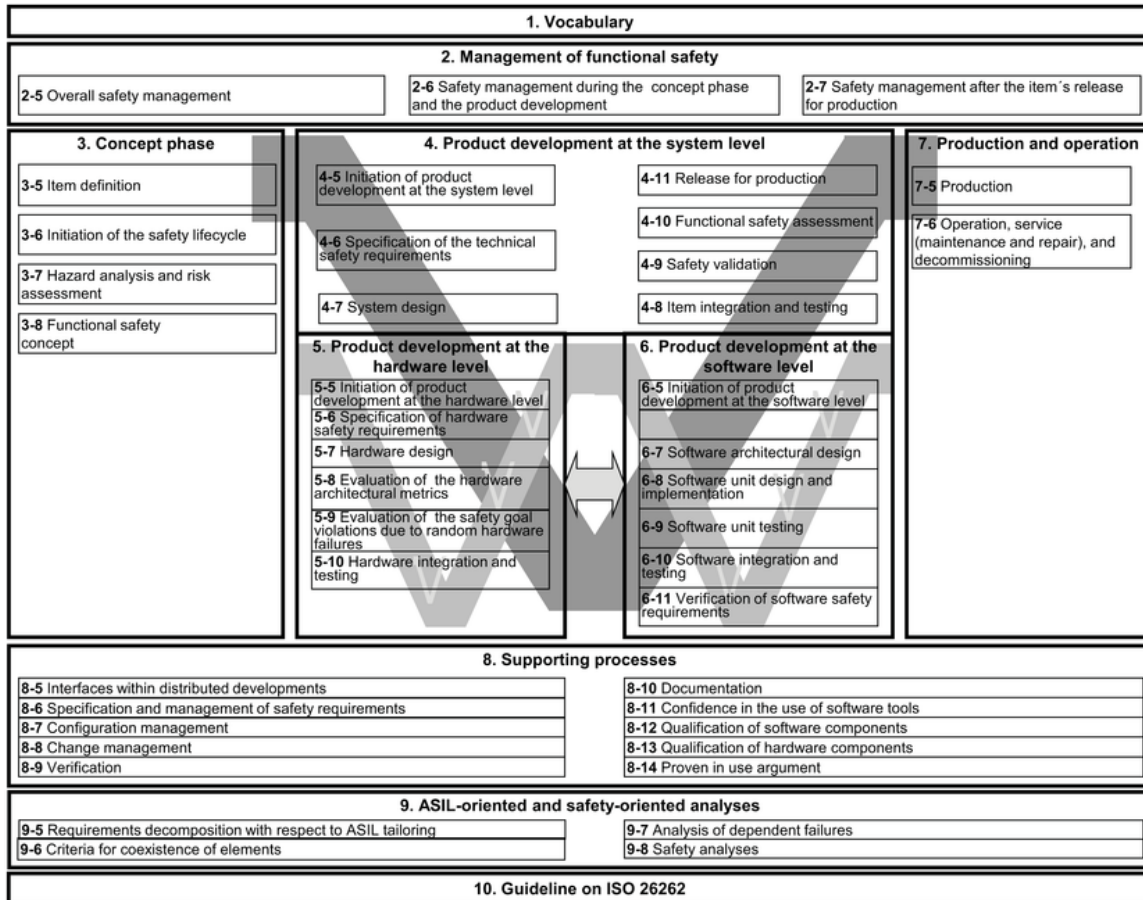 1. Vocabulary
2. Management of functional safety
2-5 Overall safety management
2-6 Safety management during the concept phase
and the product development
2-7 Safety management after the item´s release
for production
3. Concept phase
3-5 Item definition
3-6 Initiation of the safety lifecycle
3-7 Hazard analysis and risk
assessment
3-8 Functional safety
concept
4. Product development at the system level
4-5 Initiation of product
development at the system level
4-6 Specification of the technical
safety requirements
4-7 System design
4-11 Release for production
4-10 Functional safety assessment
4-9 Safety validation
4-8 Item integration and testing
7. Production and operation
7-5 Production
7-6 Operation, service
(maintenance and repair), and
decommissioning
5. Product development at the
hardware level
5-5 Initiation of product
development at the hardware level
5-6 Specification of hardware
safety requirements
5-7 Hardware design
5-8 Evaluation of the hardware
architectural metrics
5-9 Evaluation of the safety goal
violations due to random hardware
failures
5-10 Hardware integration and
testing
6. Product development at the
software level
6-5 Initiation of product
development at the software level
6-7 Software architectural design
6-8 Software unit design and
implementation
6-9 Software unit testing
6-10 Software integration and
testing
6-11 Verification of software safety
requirements
8. Supporting processes
8-5 Interfaces within distributed developments
8-6 Specification and management of safety requirements
8-7 Configuration management
8-8 Change management
8-9 Verification
8-10 Documentation
8-11 Confidence in the use of software tools
8-12 Qualification of software components
8-13 Qualification of hardware components
8-14 Proven in use argument
9. ASIL-oriented and safety-oriented analyses
9-5 Requirements decomposition with respect to ASIL tailoring
9-6 Criteria for coexistence of elements
9-7 Analysis of dependent failures
9-8 Safety analyses
10. Guideline on ISO 26262